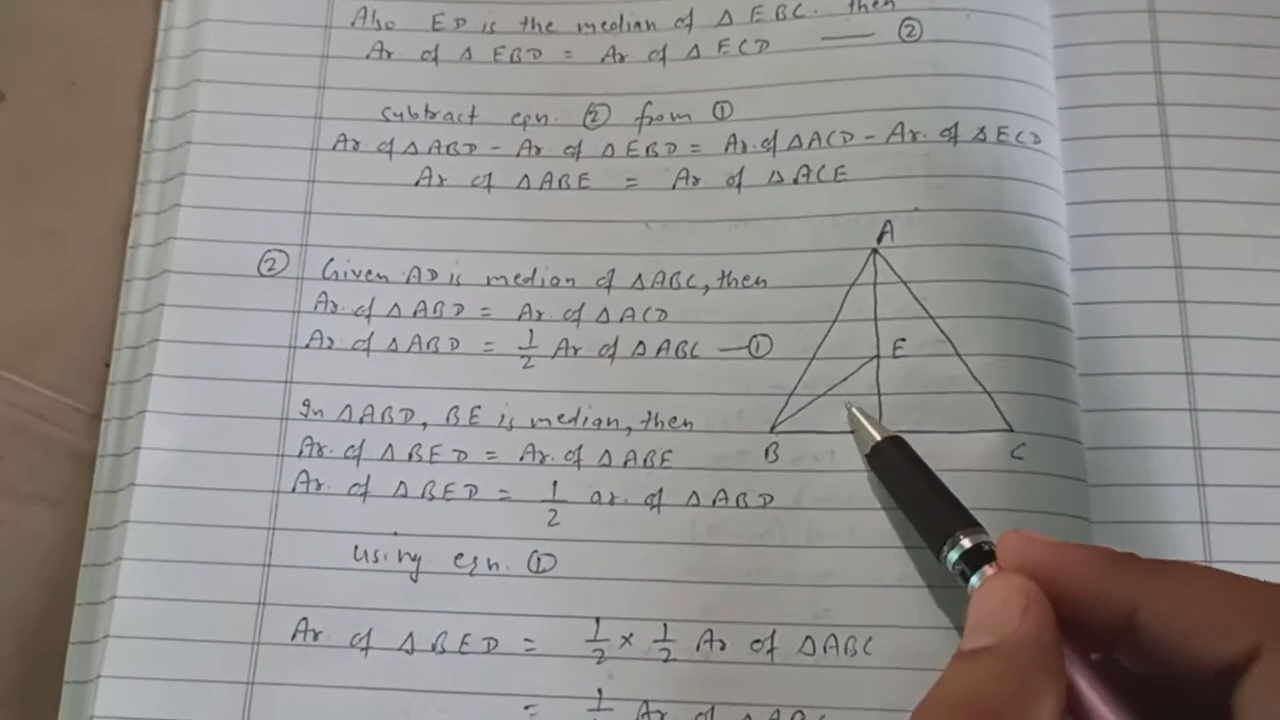 Also ED is the median of Δ EBC. then
Ar of Δ EBD = Ar of Δ ECD —— ②
subtract eqn. ② from ①
Ar of Δ ABD - Ar of Δ EBD = Ar. of Δ ACD - Ar. of Δ ECD
Ar of Δ ABE = Ar of Δ ACE
② Given AD is median of Δ ABC, then
Ar. of Δ ABD = Ar. of Δ ACD
Ar of Δ ABD = 1/2 Ar of Δ ABC —①
In Δ ABD, BE is median, then
Ar. of Δ BED = Ar. of Δ ABE
Ar. of Δ BED = 1/2 ar. of Δ ABD
using eqn. ①
Ar of Δ BED = 1/2 × 1/2 Ar of Δ ABC
A
E
B
C